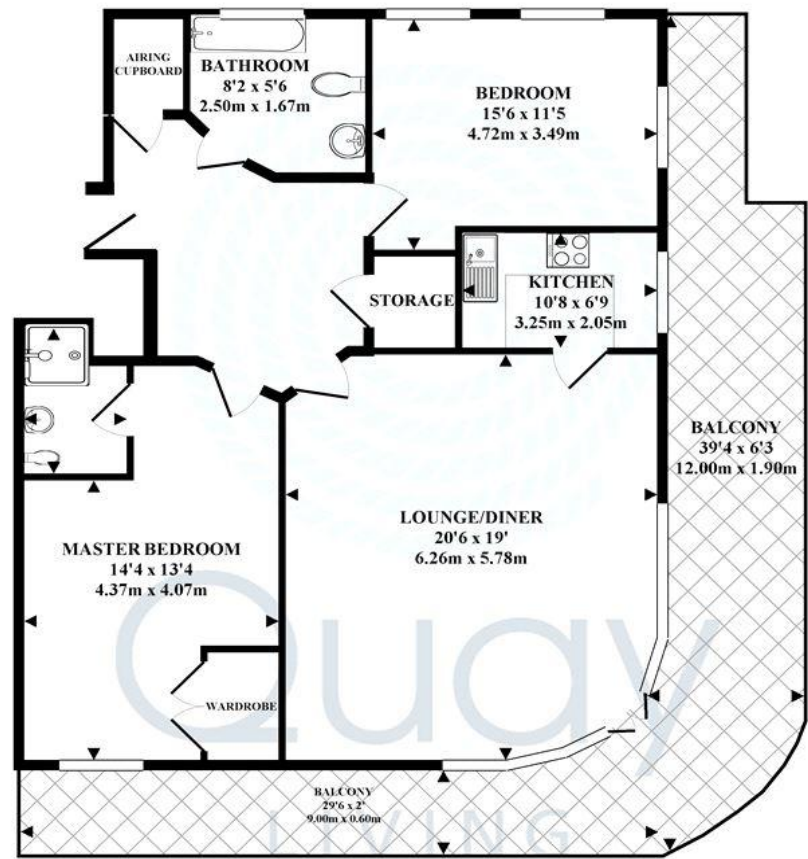 AIRING
CUPBOARD
BATHROOM
8'2 x 5'6
2.50m x 1.67m
BEDROOM
15'6 x 11'5
4.72m x 3.49m
STORAGE
KITCHEN
10'8 x 6'9
3.25m x 2.05m
BALCONY
39'4 x 6'3
12.00m x 1.90m
LOUNGE/DINER
20'6 x 19'
6.26m x 5.78m
MASTER BEDROOM
14'4 x 13'4
4.37m x 4.07m
WARDROBE
BALCONY
29'6 x 2'
9.00m x 0.60m
Quay
LIVING